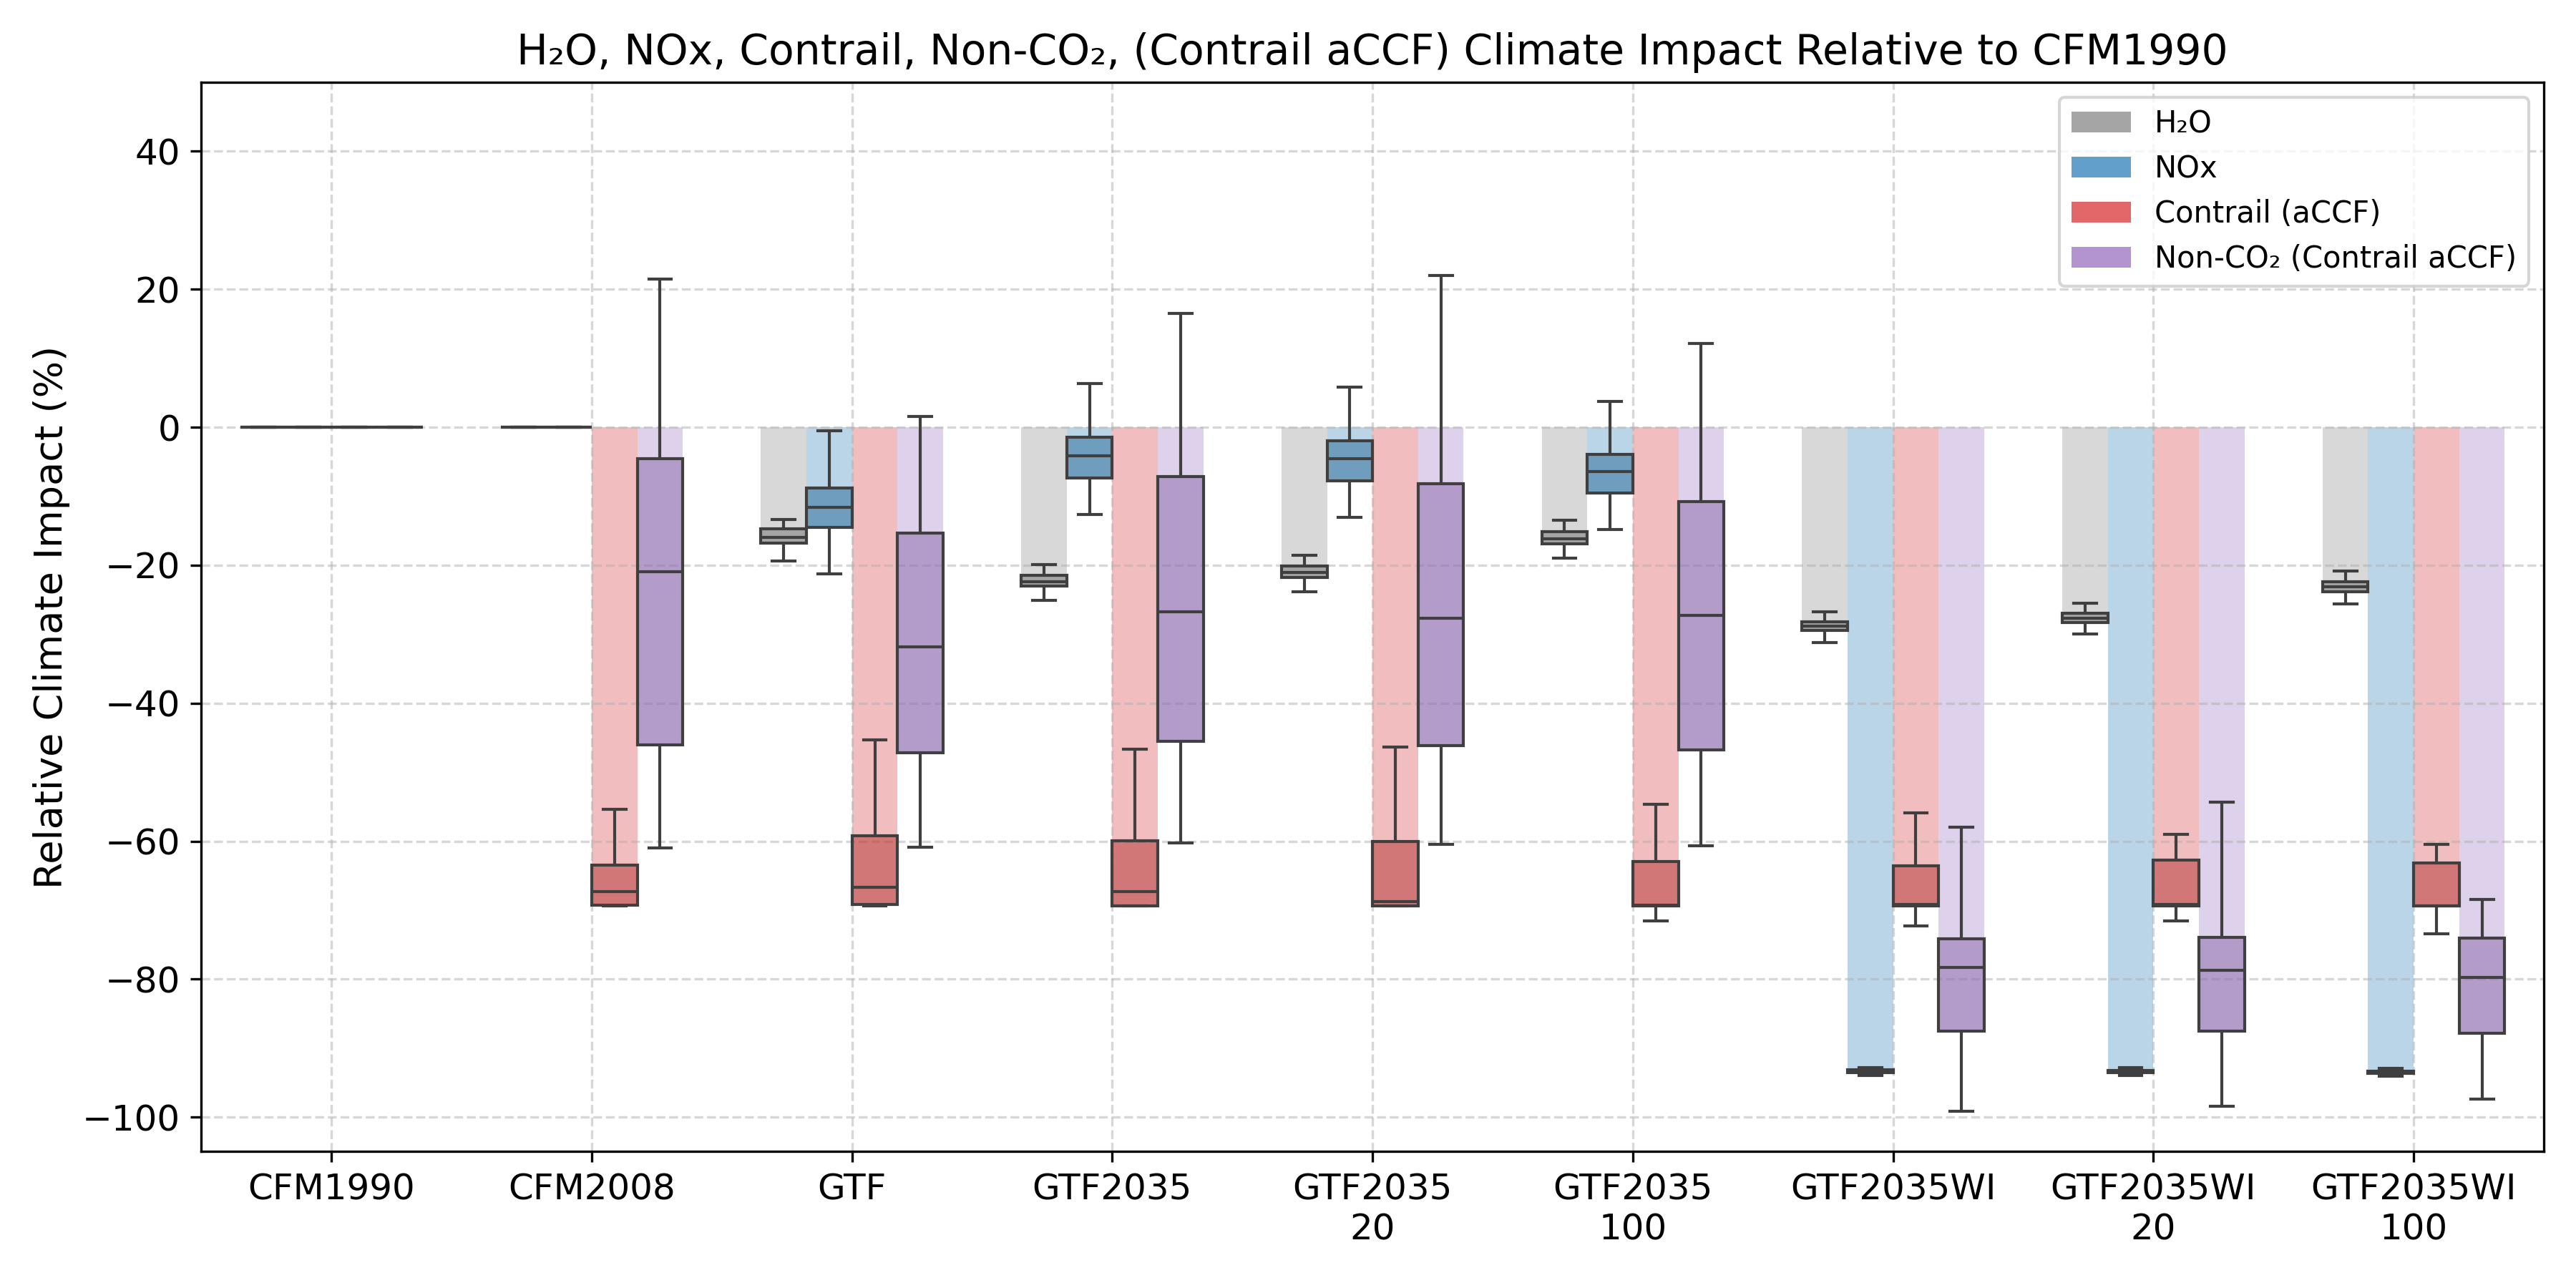 H₂O, NOx, Contrail, Non-CO₂, (Contrail aCCF) Climate Impact Relative to CFM1990
H₂O
NOx
Contrail (aCCF)
Non-CO₂ (Contrail aCCF)
Relative Climate Impact (%)
40
20
0
−20
−40
−60
−80
−100
CFM1990
CFM2008
GTF
GTF2035
GTF2035
20
GTF2035
100
GTF2035WI
GTF2035WI
20
GTF2035WI
100